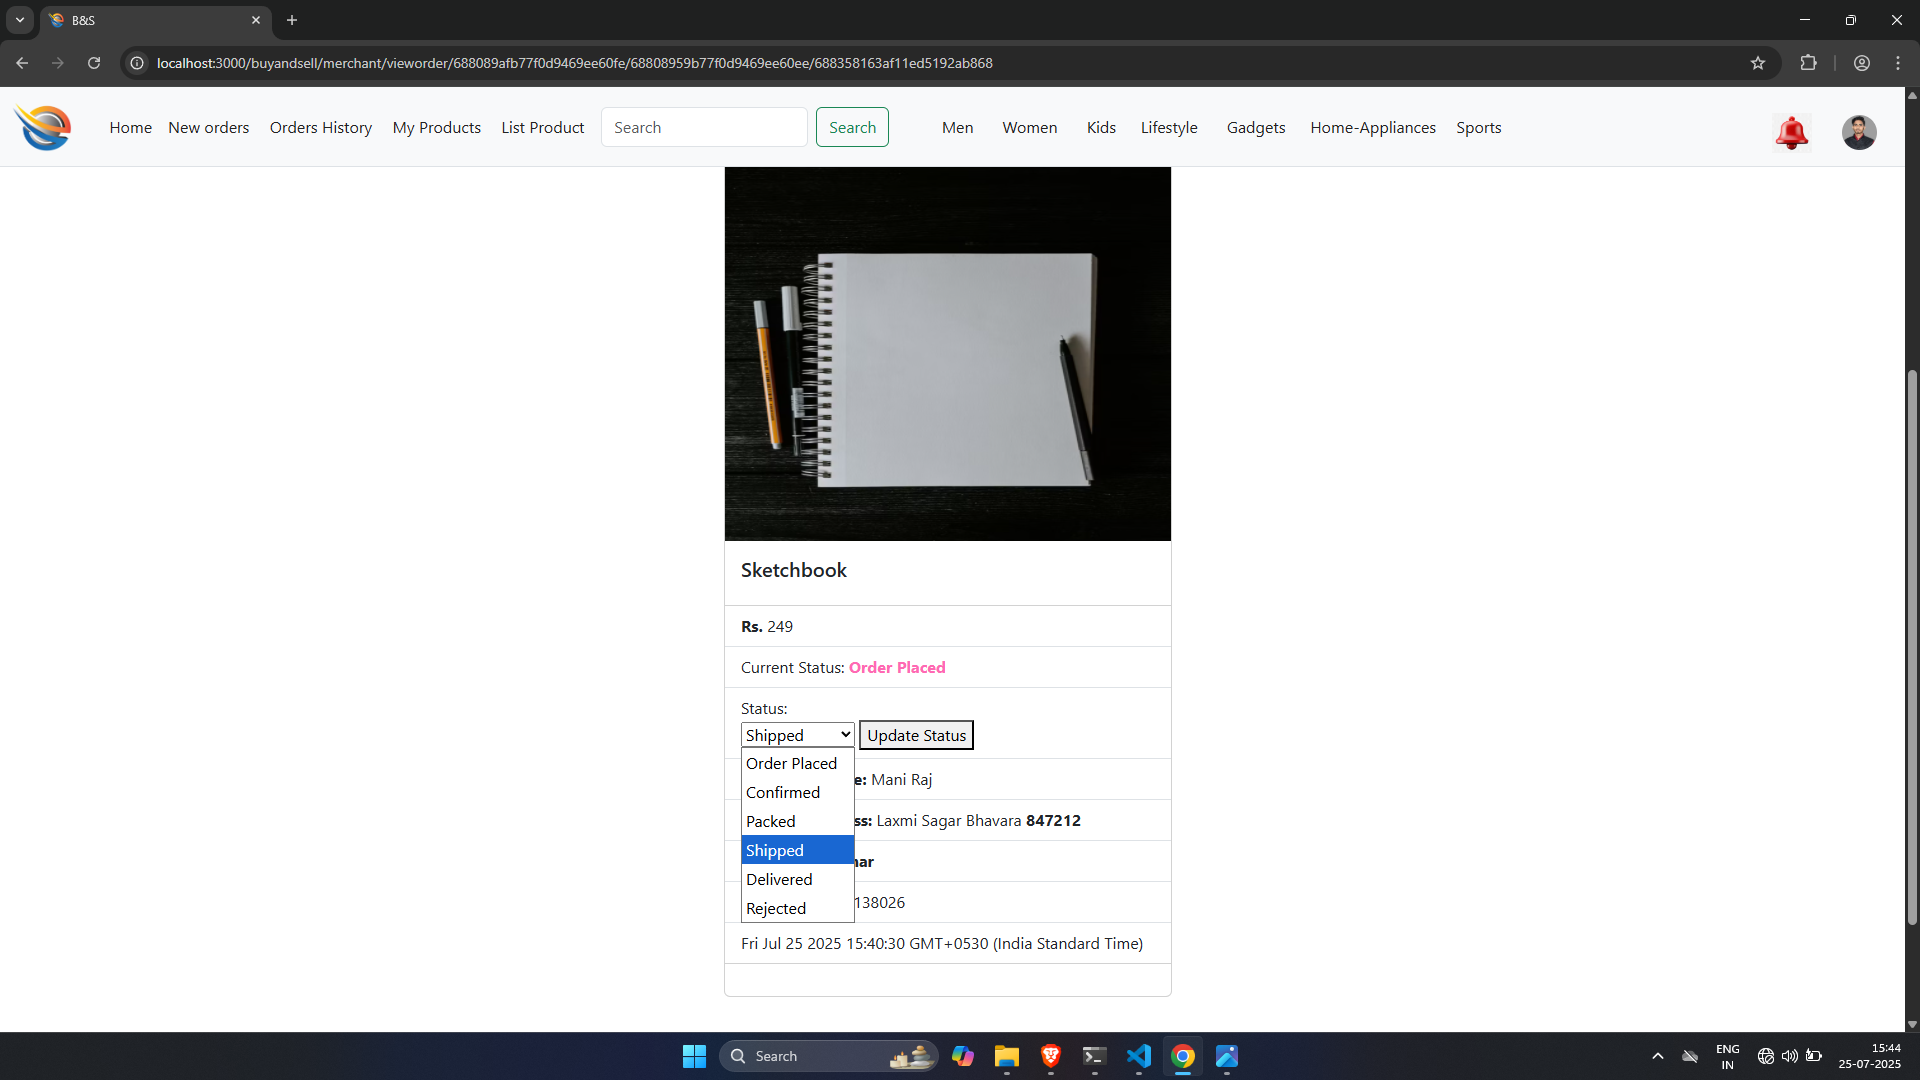 B&S
localhost:3000/buyandsell/merchant/vieworder/688089afb77f0d9469ee60fe/68808959b77f0d9469ee60ee/688358163af11ed5192ab868
Home New orders Orders History My Products List Product Search Search Men Women Kids Lifestyle Gadgets Home-Appliances Sports
Sketchbook
Rs. 249
Current Status: Order Placed
Status:
Shipped Update Status
Order Placed
Confirmed
e: Mani Raj
Packed
ss: Laxmi Sagar Bhavara 847212
Shipped
nar
Delivered
138026
Rejected
Fri Jul 25 2025 15:40:30 GMT+0530 (India Standard Time)
Search
ENG
IN
15:44
25-07-2025